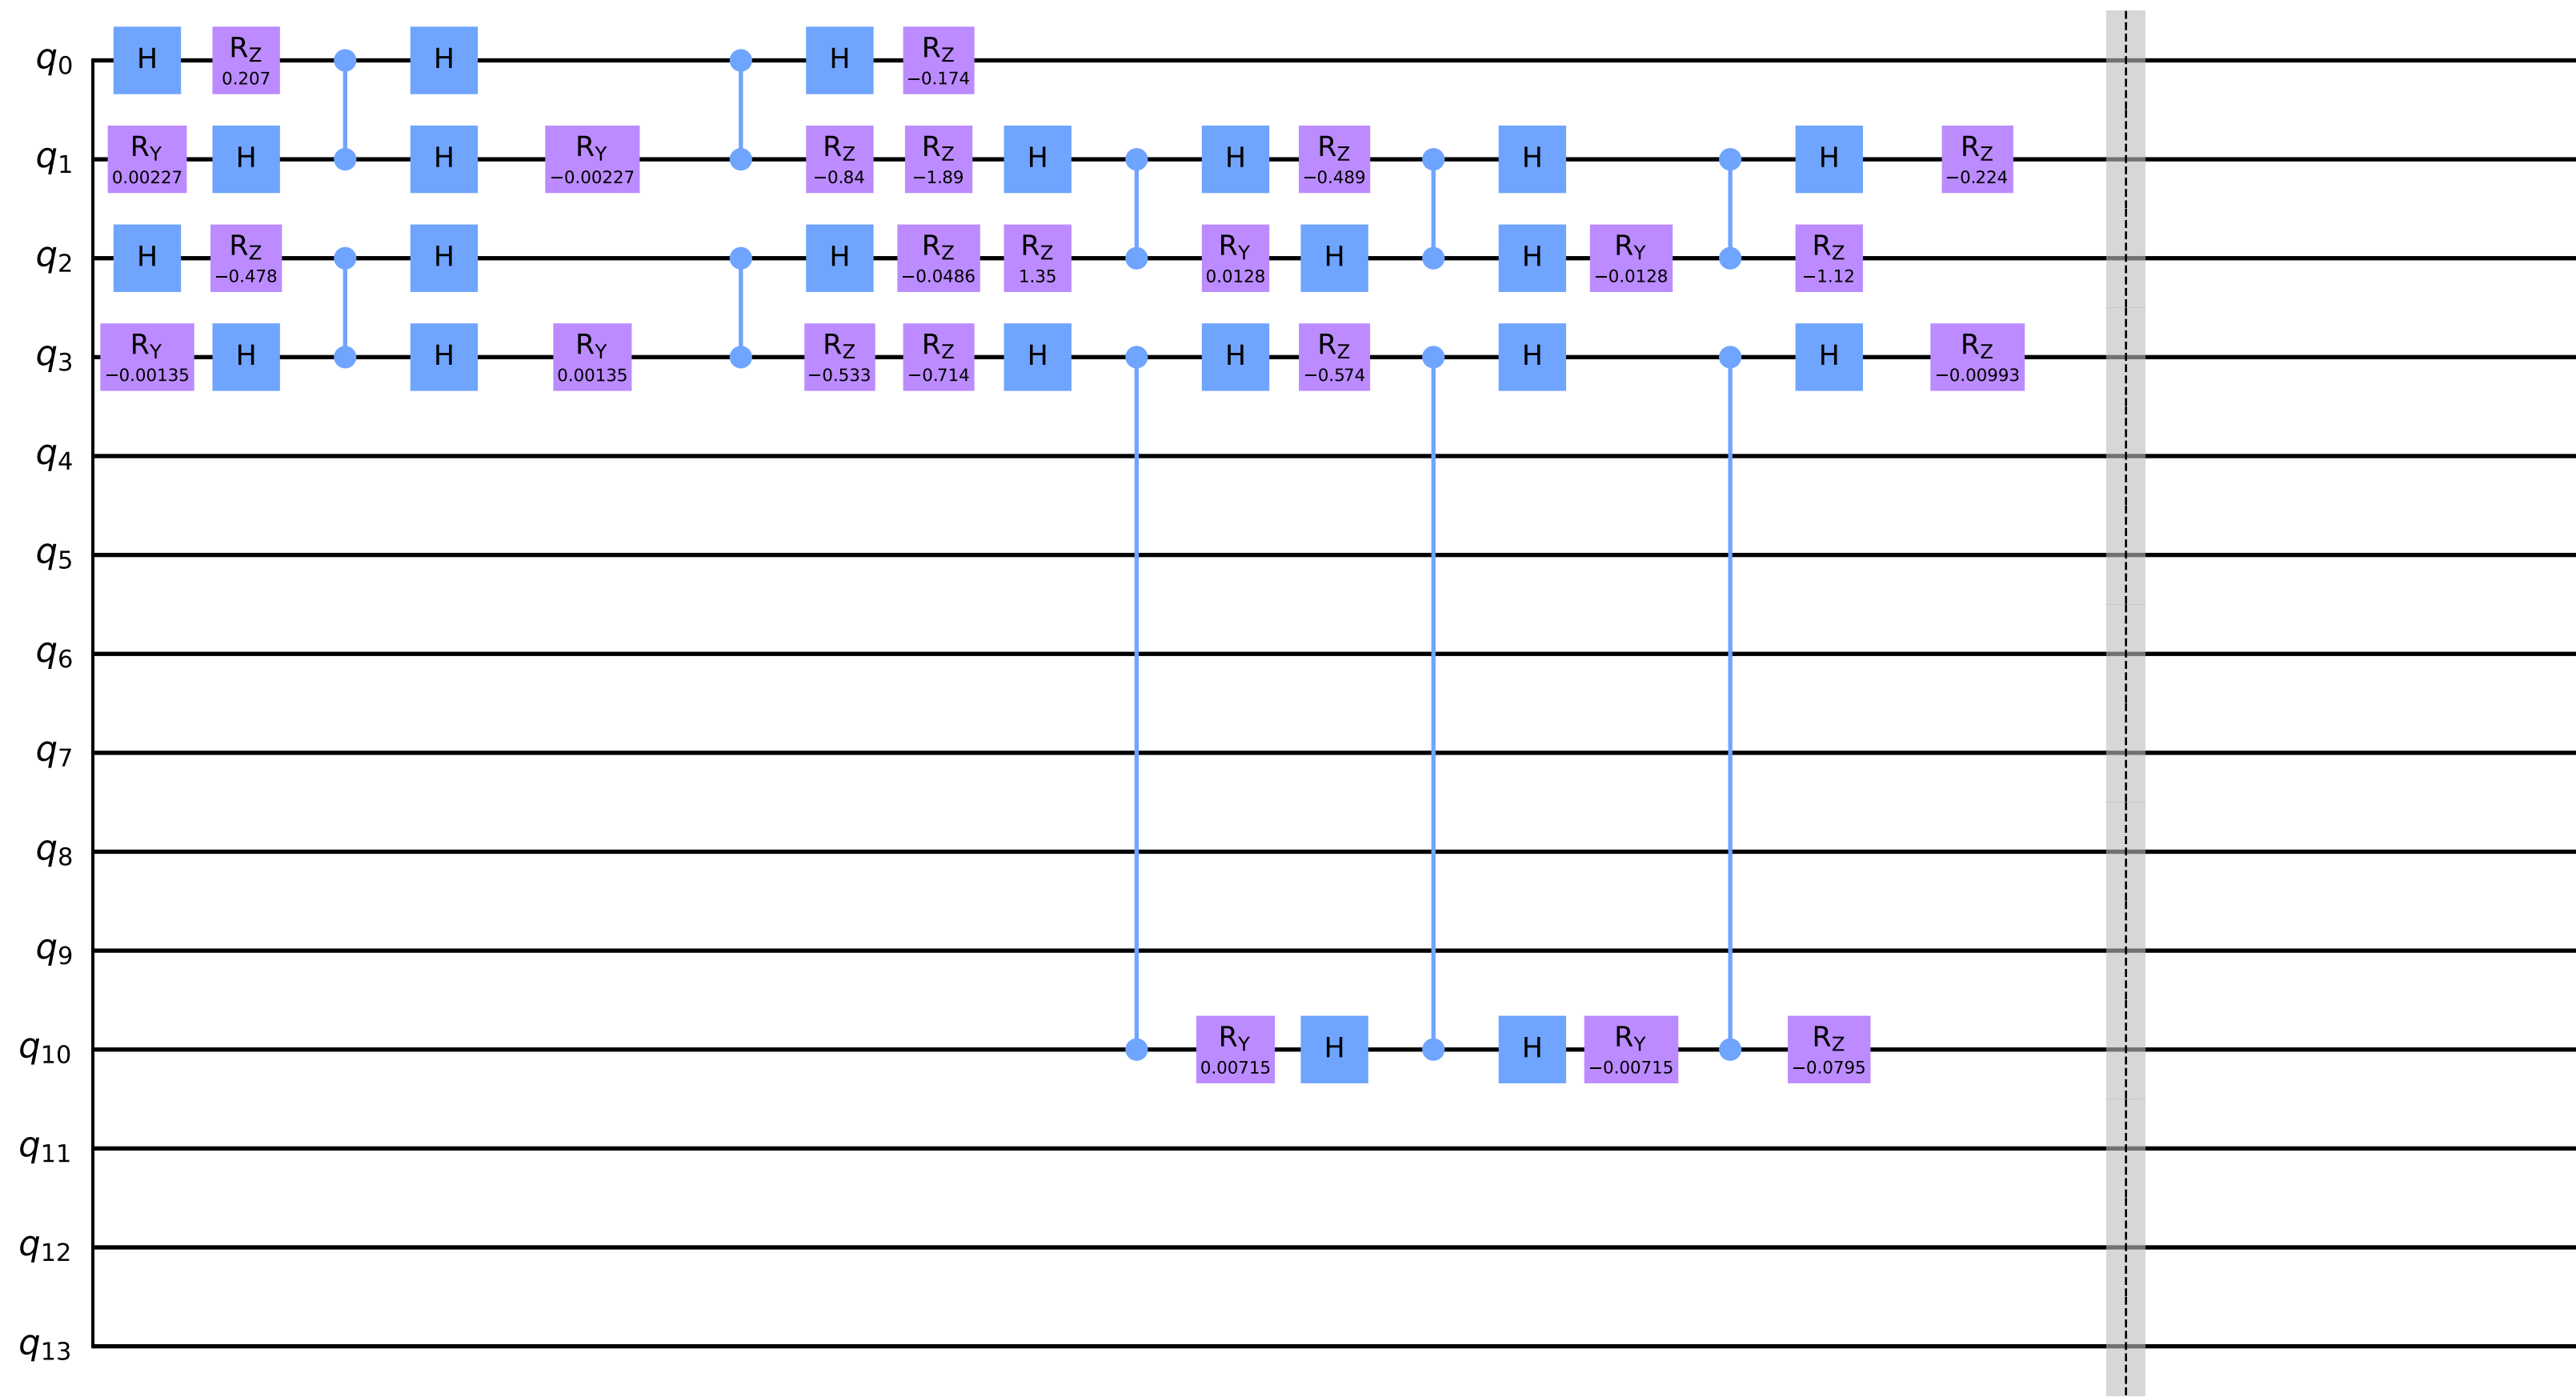 q0 H RZ 0.207 H H RZ −0.174
q1 RY 0.00227 H H RY −0.00227 RZ −0.84 RZ −1.89 H H RZ −0.489 H H RZ −0.224
q2 H RZ −0.478 H H RZ −0.0486 RZ 1.35 RY 0.0128 H H RY −0.0128 RZ −1.12
q3 RY −0.00135 H H RY 0.00135 RZ −0.533 RZ −0.714 H H RZ −0.574 H H RZ −0.00993
q4
q5
q6
q7
q8
q9
q10 RY 0.00715 H H RY −0.00715 RZ −0.0795
q11
q12
q13